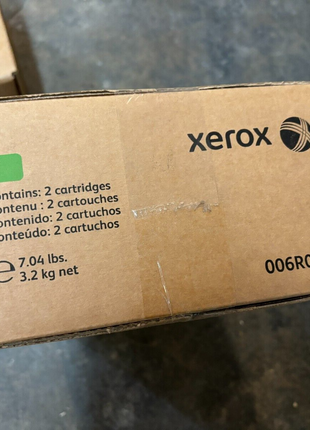 xerox
ontains: 2 cartridges
ontenu : 2 cartouches
ontenido: 2 cartuchos
onteúdo: 2 cartuchos
e 7.04 lbs.
3.2 kg net
006R0